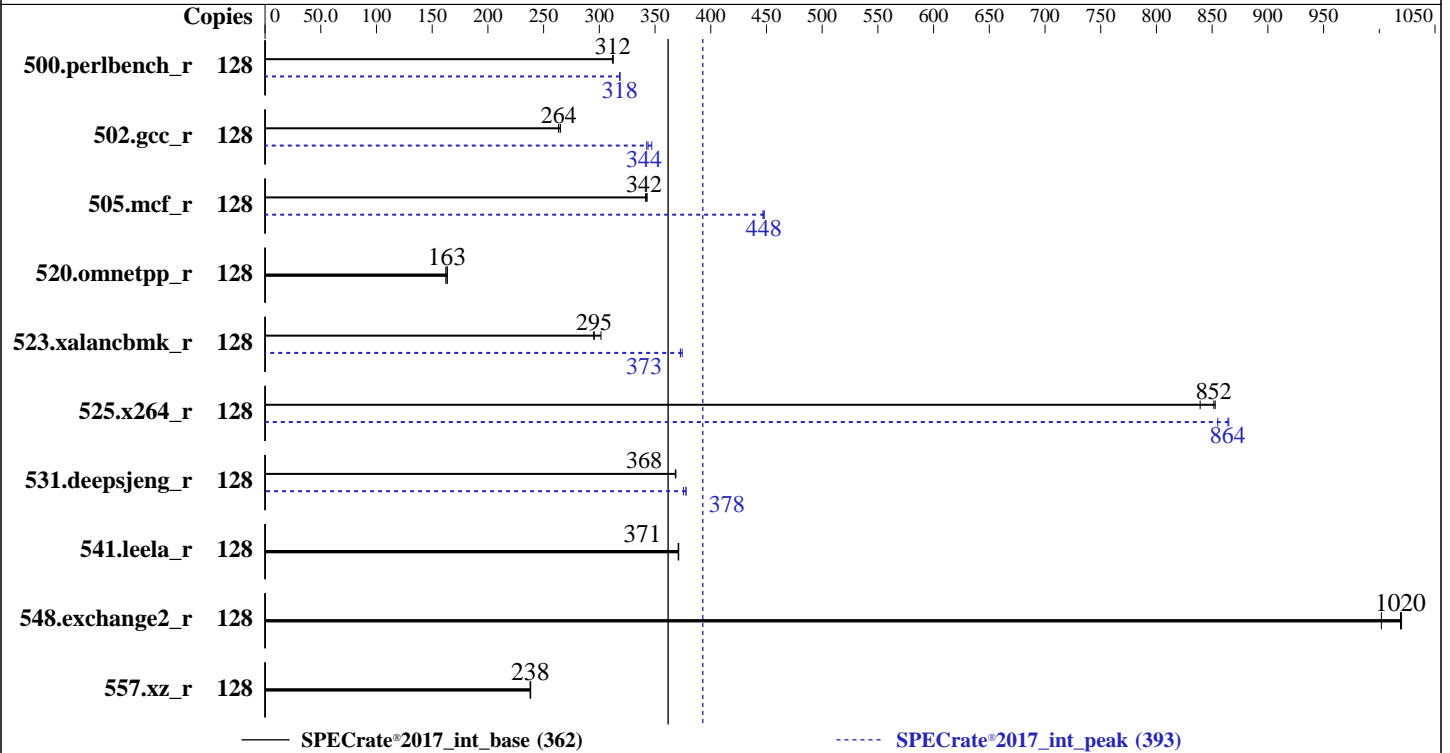 Copies 0 50.0 100 150 200 250 300 350 400 450 500 550 600 650 700 750 800 850 900 950 1050
312
500.perlbench_r 128
318
264
502.gcc_r 128
344
342
505.mcf_r 128
448
163
520.omnetpp_r 128
295
523.xalancbmk_r 128
373
852
525.x264_r 128
864
368
531.deepsjeng_r 128
378
371
541.leela_r 128
1020
548.exchange2_r 128
238
557.xz_r 128
SPECrate®2017_int_base (362) SPECrate®2017_int_peak (393)